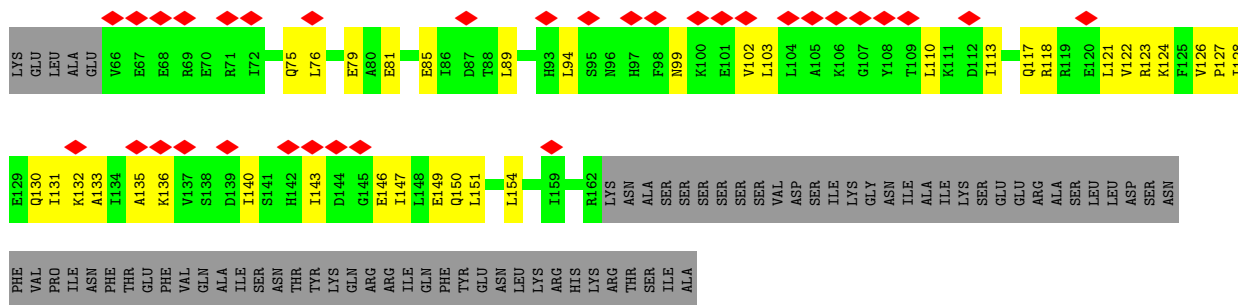 LYS GLU LEU ALA GLU V66 E67 E68 R69 E70 R71 I72 Q75 L76 E79 A80 E81 E85 I86 D87 T88 L89 H93 L94 S95 N96 H97 F98 N99 K100 E101 V102 L103 L104 A105 K106 G107 Y108 T109 L110 K111 D112 I113 Q117 R118 R119 E120 L121 V122 R123 K124 F125 V126 P127 I128
E129 Q130 I131 K132 A133 I134 A135 K136 V137 S138 D139 I140 S141 H142 I143 D144 G145 E146 I147 L148 E149 Q150 L151 L154 I159 R162 LYS ASN ALA SER SER SER SER SER VAL ASP SER ILE LYS GLY ASN ILE ALA ILE LYS SER GLU GLU ARG ALA SER LEU LEU ASP SER ASN
PHE VAL PRO ILE ASN PHE THR GLU PHE VAL GLN ALA ILE SER ASN THR TYR LYS GLN ARG ARG ILE GLN PHE TYR GLU ASN LEU LYS ARG HIS LYS ARG THR SER ILE ALA